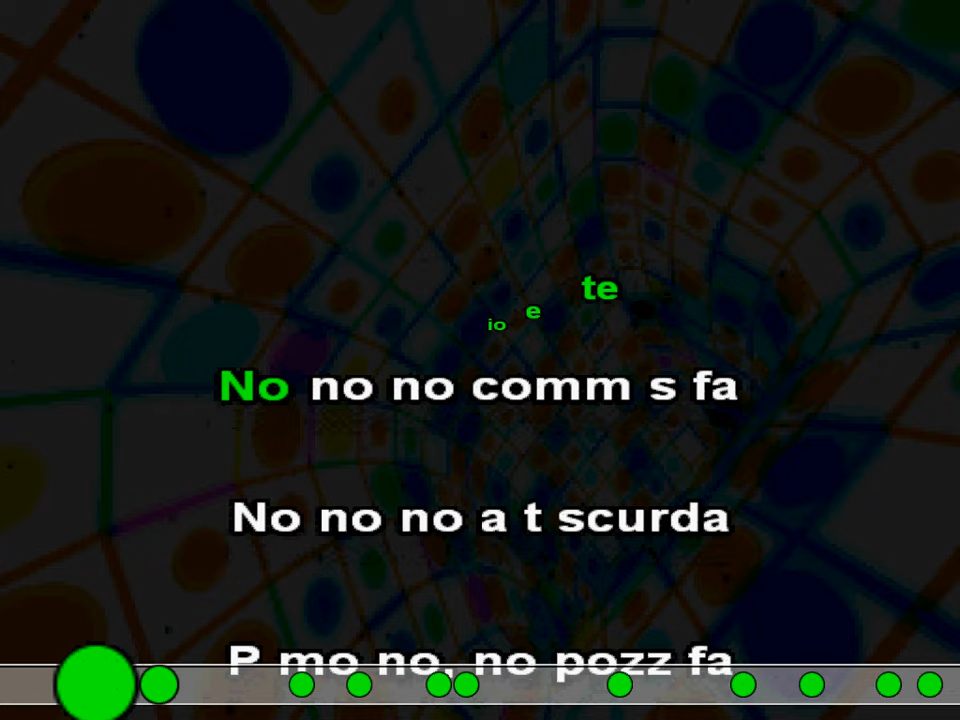 io e te
No no no comm s fa
No no no a t scurda
P mo no, no pozz fa